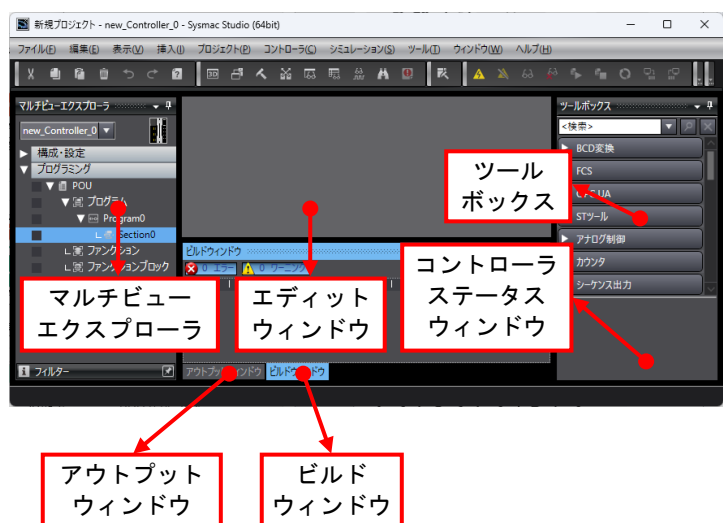 新規プロジェクト - new_Controller_0 - Sysmac Studio (64bit)
ファイル(F) 編集(E) 表示(V) 挿入(I) プロジェクト(P) コントローラ(C) シミュレーション(S) ツール(T) ウィンドウ(W) ヘルプ(H)
マルチビューエクスプローラ
new_Controller_0
構成・設定
プログラミング
POU
プログラム
Program0
Section0
ファンクション
ファンクションブロック
フィルター
ビルドウィンドウ
0 エラー
0 ワーニング
アウトプットウィンドウ
ビルドウィンドウ
ツールボックス
<検索>
BCD変換
FCS
UA
STツール
アナログ制御
カウンタ
シーケンス出力
ツール
ボックス
マルチビュー
エクスプローラ
エディット
ウィンドウ
コントローラ
ステータス
ウィンドウ
アウトプット
ウィンドウ
ビルド
ウィンドウ